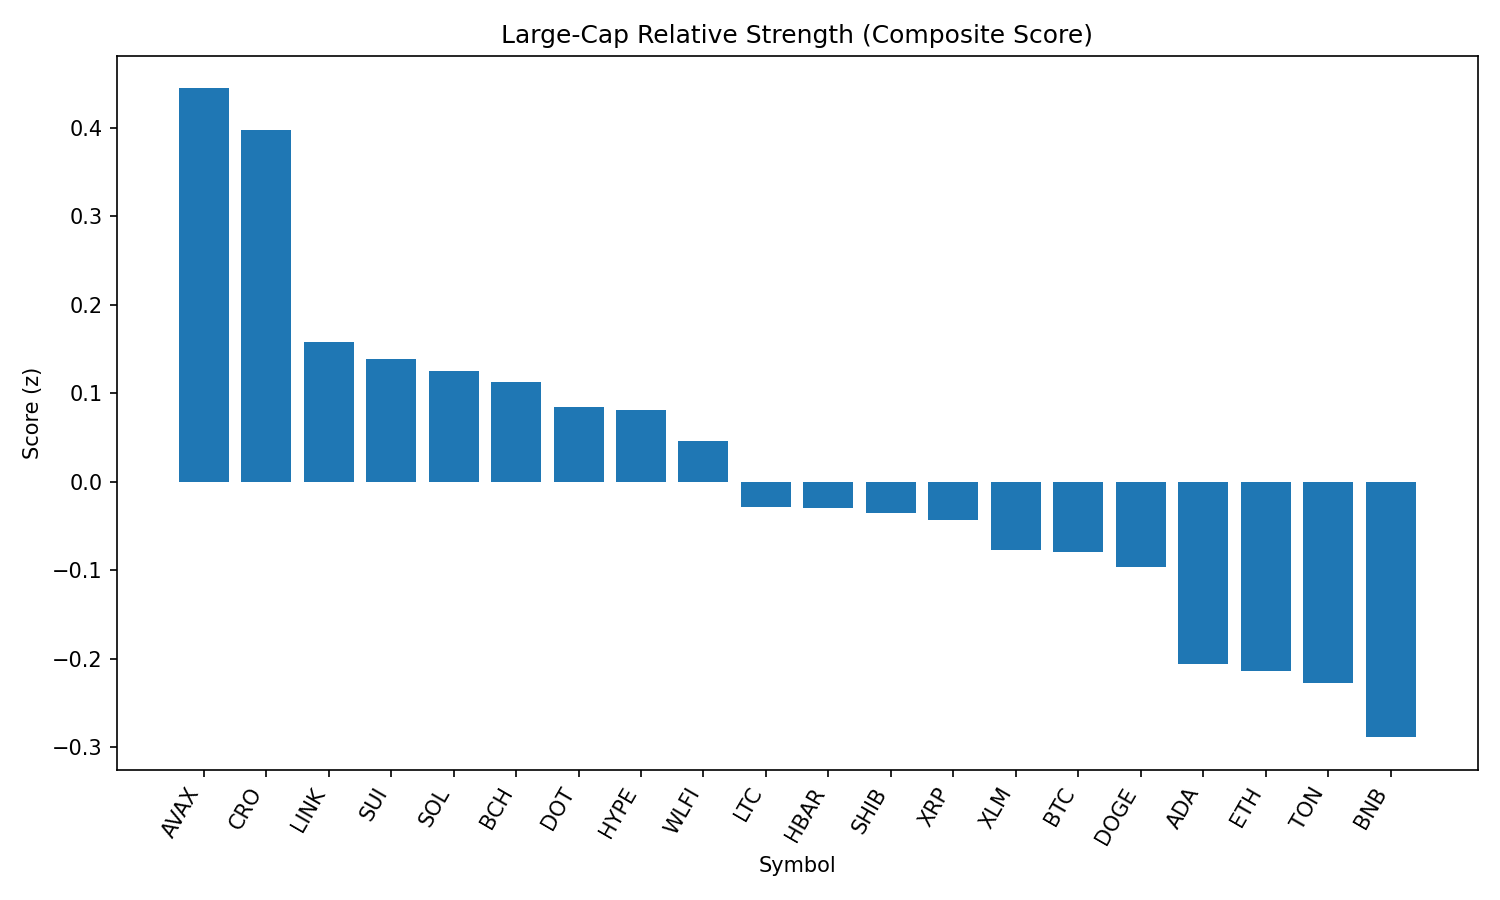 Large-Cap Relative Strength (Composite Score)
Score (z)
0.4
0.3
0.2
0.1
0.0
−0.1
−0.2
−0.3
AVAX
CRO
LINK
SUI
SOL
BCH
DOT
HYPE
WLFI
LTC
HBAR
SHIB
XRP
XLM
BTC
DOGE
ADA
ETH
TON
BNB
Symbol